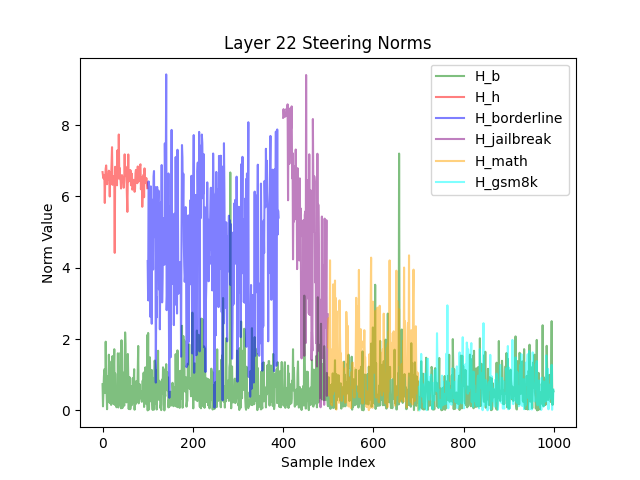 Layer 22 Steering Norms
H_b
H_h
H_borderline
H_jailbreak
H_math
H_gsm8k
Norm Value
8
6
4
2
0
0 200 400 600 800 1000
Sample Index